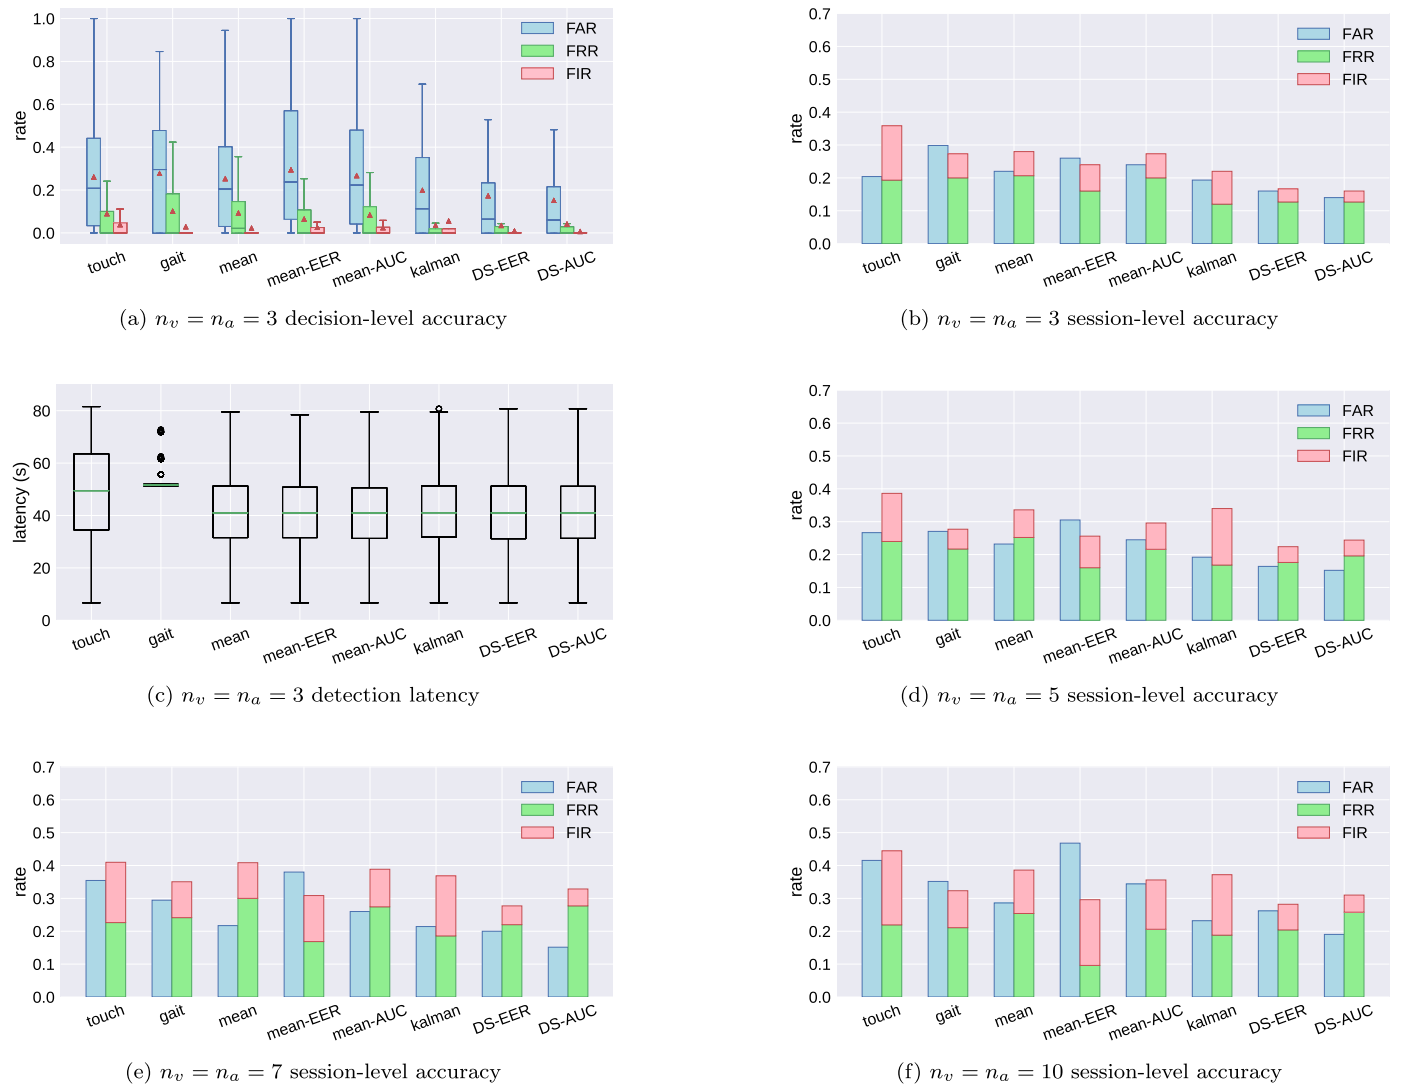 1.0
0.8
0.6
0.4
0.2
0.0
rate
FAR
FRR
FIR
touch gait mean mean-EER mean-AUC kalman DS-EER DS-AUC
(a) n_v = n_a = 3 decision-level accuracy
0.7
0.6
0.5
0.4
0.3
0.2
0.1
0.0
rate
FAR
FRR
FIR
touch gait mean mean-EER mean-AUC kalman DS-EER DS-AUC
(b) n_v = n_a = 3 session-level accuracy
80
60
40
20
0
latency (s)
touch gait mean mean-EER mean-AUC kalman DS-EER DS-AUC
(c) n_v = n_a = 3 detection latency
0.7
0.6
0.5
0.4
0.3
0.2
0.1
0.0
rate
FAR
FRR
FIR
touch gait mean mean-EER mean-AUC kalman DS-EER DS-AUC
(d) n_v = n_a = 5 session-level accuracy
0.7
0.6
0.5
0.4
0.3
0.2
0.1
0.0
rate
FAR
FRR
FIR
touch gait mean mean-EER mean-AUC kalman DS-EER DS-AUC
(e) n_v = n_a = 7 session-level accuracy
0.7
0.6
0.5
0.4
0.3
0.2
0.1
0.0
rate
FAR
FRR
FIR
touch gait mean mean-EER mean-AUC kalman DS-EER DS-AUC
(f) n_v = n_a = 10 session-level accuracy